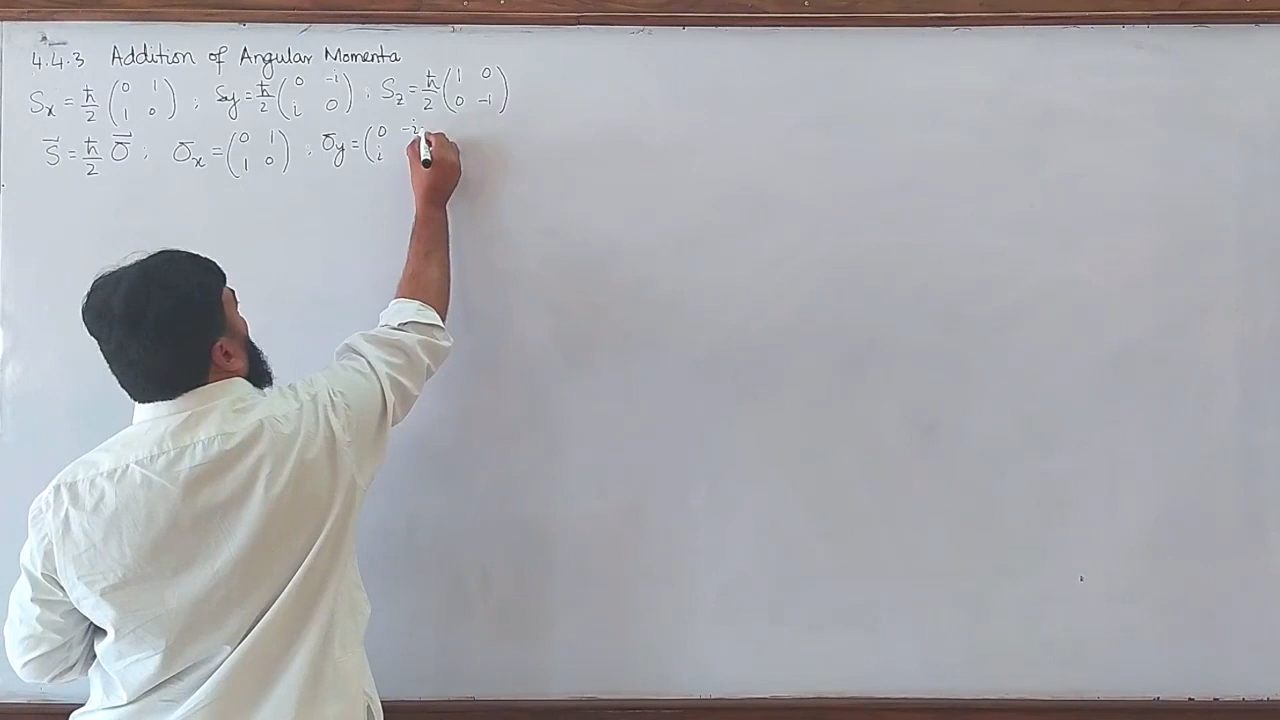 4.4.3 Addition of Angular Momenta
Sx = ħ/2 (0 1; 1 0) ; Sy = ħ/2 (0 -i; i 0) ; Sz = ħ/2 (1 0; 0 -1)
S⃗ = ħ/2 σ⃗ ; σx = (0 1; 1 0) ; σy = (0 -i; i